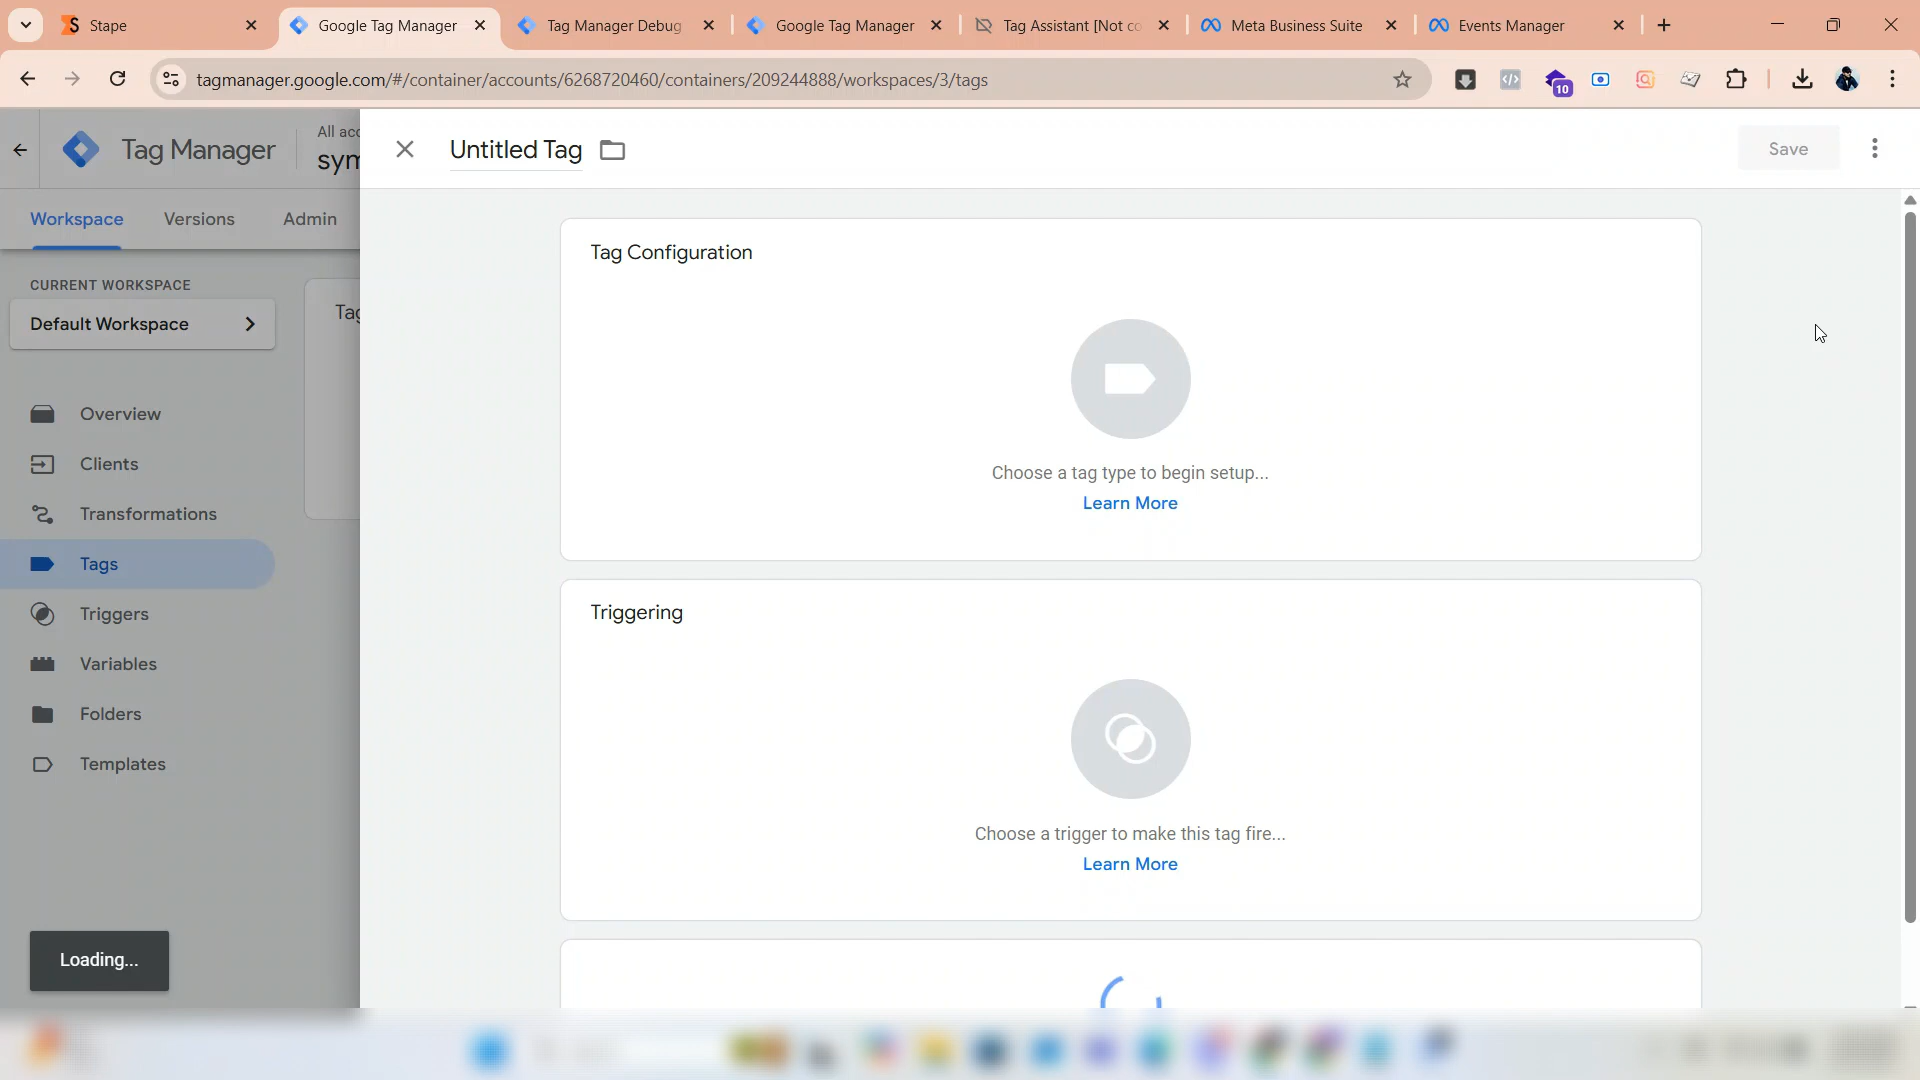 Stape
Google Tag Manager
Tag Manager Debug
Google Tag Manager
Tag Assistant [Not co
Meta Business Suite
Events Manager
tagmanager.google.com/#/container/accounts/6268720460/containers/209244888/workspaces/3/tags
10
Tag Manager
All acc
sym
Untitled Tag
Save
Workspace
Versions
Admin
CURRENT WORKSPACE
Default Workspace
Overview
Clients
Transformations
Tags
Triggers
Variables
Folders
Templates
Loading...
Tag
Tag Configuration
Choose a tag type to begin setup...
Learn More
Triggering
Choose a trigger to make this tag fire...
Learn More